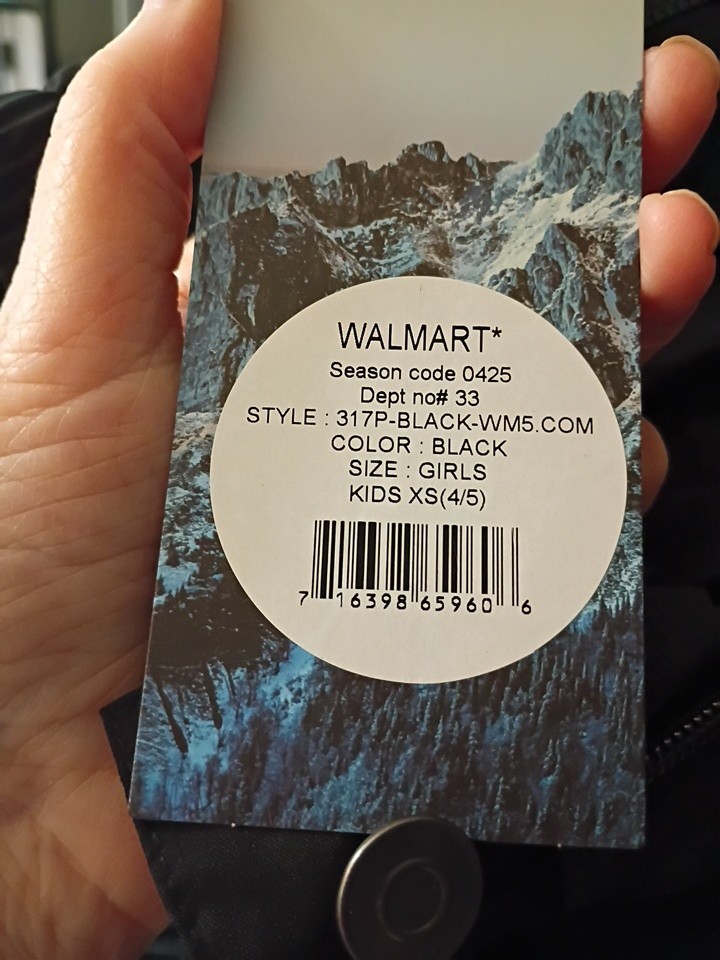 WALMART*
Season code 0425
Dept no# 33
STYLE : 317P-BLACK-WM5.COM
COLOR : BLACK
SIZE : GIRLS
KIDS XS(4/5)
7 16398 65960 6